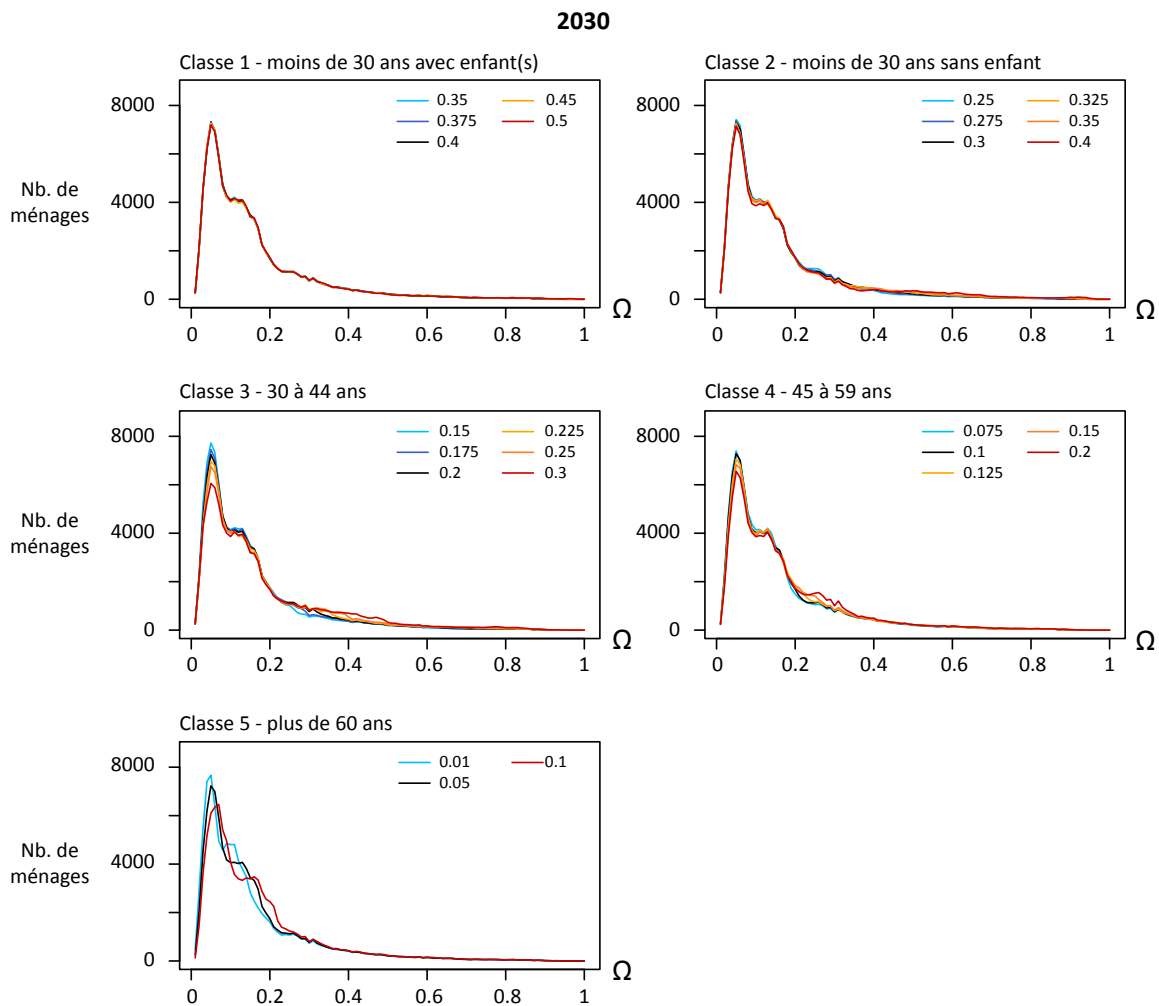 2030
Classe 1 - moins de 30 ans avec enfant(s)
Classe 2 - moins de 30 ans sans enfant
8000
4000
0
Nb. de
ménages
0.35
0.45
0.375
0.5
0.4
0 0.2 0.4 0.6 0.8 1
Ω
8000
4000
0
0.25
0.325
0.275
0.35
0.3
0.4
0 0.2 0.4 0.6 0.8 1
Ω
Classe 3 - 30 à 44 ans
Classe 4 - 45 à 59 ans
8000
4000
0
Nb. de
ménages
0.15
0.225
0.175
0.25
0.2
0.3
0 0.2 0.4 0.6 0.8 1
Ω
8000
4000
0
0.075
0.15
0.1
0.2
0.125
0 0.2 0.4 0.6 0.8 1
Ω
Classe 5 - plus de 60 ans
8000
4000
0
Nb. de
ménages
0.01
0.1
0.05
0 0.2 0.4 0.6 0.8 1
Ω